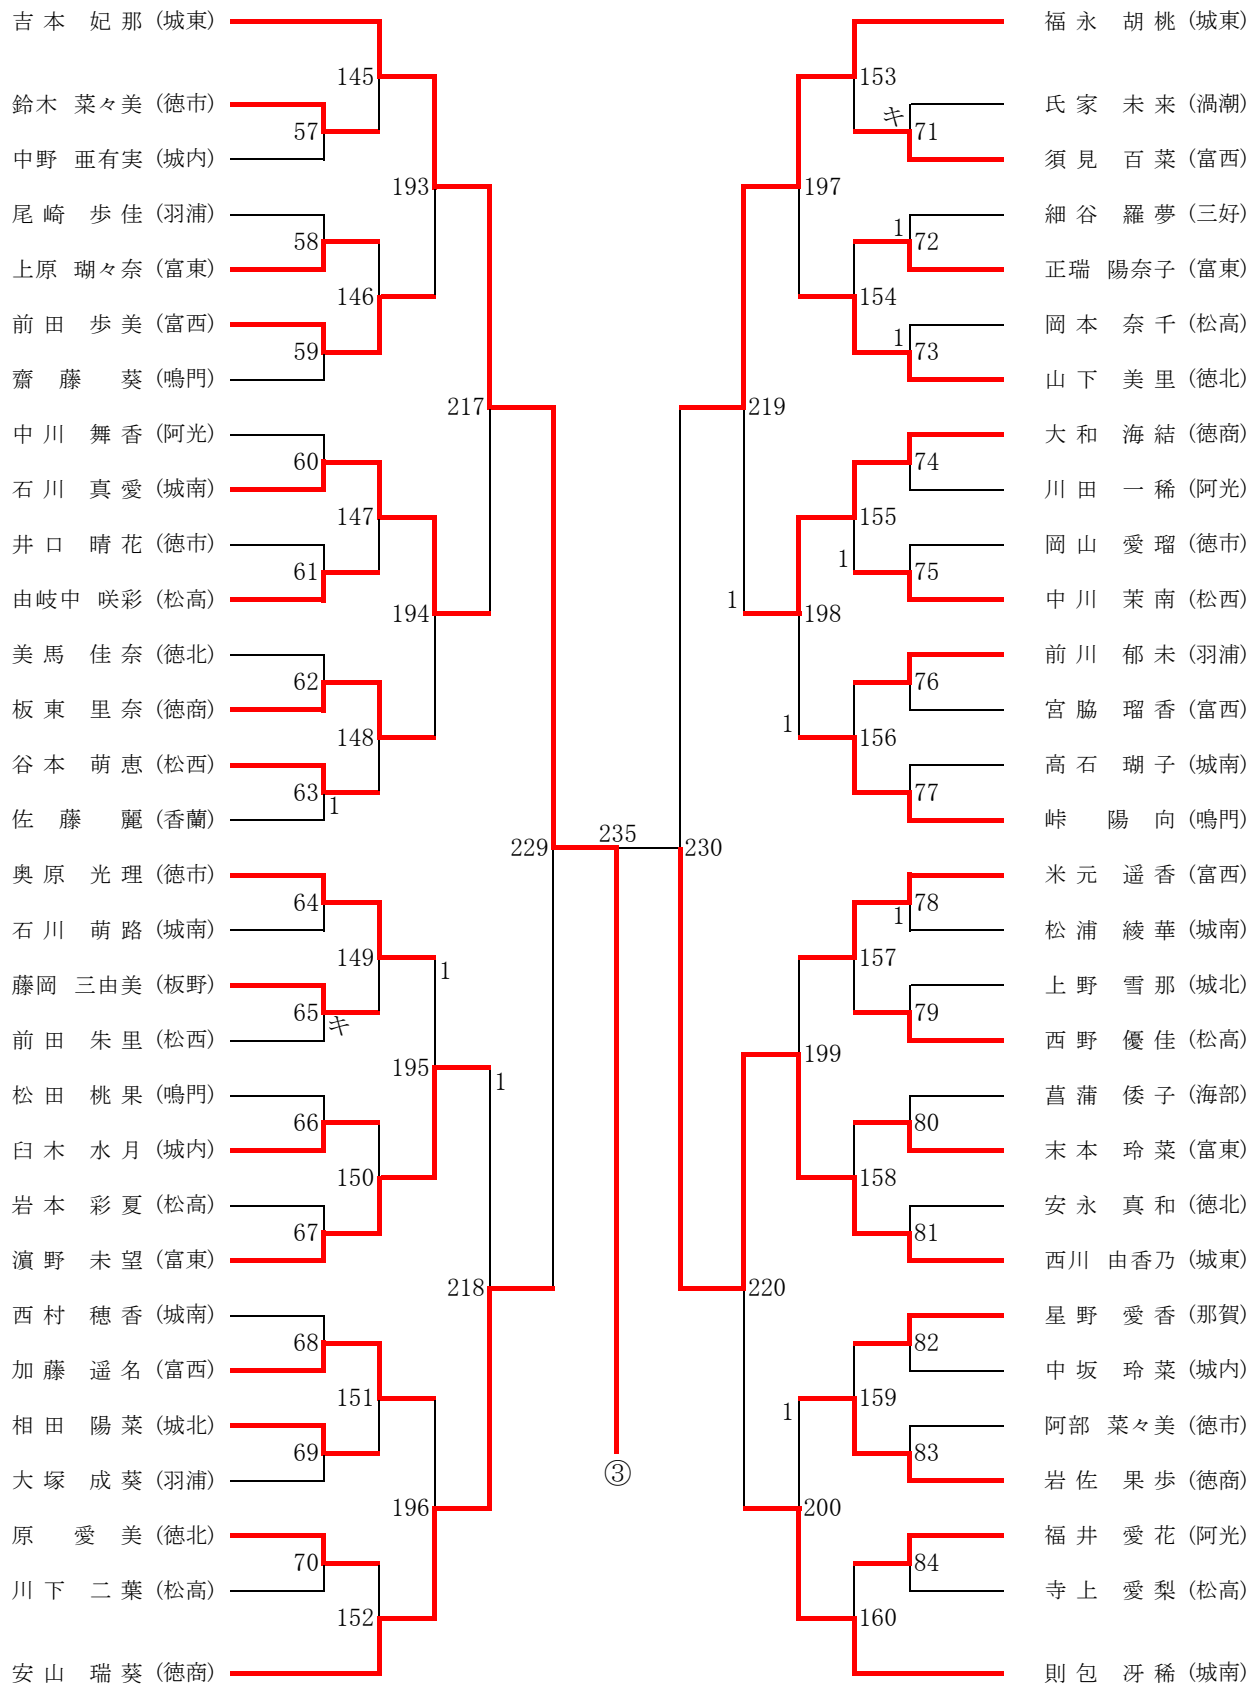 吉本 妃那 (城東)
鈴木 菜々美 (徳市)
中野 亜有実 (城内)
尾崎 歩佳 (羽浦)
上原 瑚々奈 (富東)
前田 歩美 (富西)
齋藤 葵 (鳴門)
中川 舞香 (阿光)
石川 真愛 (城南)
井口 晴花 (徳市)
由岐中 咲彩 (松高)
美馬 佳奈 (徳北)
板東 里奈 (徳商)
谷本 萌恵 (松西)
佐藤 麗 (香蘭)
奥原 光理 (徳市)
石川 萌路 (城南)
藤岡 三由美 (板野)
前田 朱里 (松西)
松田 桃果 (鳴門)
臼木 水月 (城内)
岩本 彩夏 (松高)
濵野 未望 (富東)
西村 穂香 (城南)
加藤 遥名 (富西)
相田 陽菜 (城北)
大塚 成葵 (羽浦)
原 愛美 (徳北)
川下 二葉 (松高)
安山 瑞葵 (徳商)
57
58
59
60
61
62
63
1
64
65
キ
66
67
68
69
70
145
146
147
148
149
150
151
152
193
194
1
195
196
217
1
218
229
235
③
230
219
220
197
1
198
199
200
153
154
155
1
156
157
158
1
159
160
キ
71
1
72
1
73
74
1
75
76
77
78
1
79
80
81
82
83
84
福永 胡桃 (城東)
氏家 未来 (渦潮)
須見 百菜 (富西)
細谷 羅夢 (三好)
正瑞 陽奈子 (富東)
岡本 奈千 (松高)
山下 美里 (徳北)
大和 海結 (徳商)
川田 一稀 (阿光)
岡山 愛瑠 (徳市)
中川 茉南 (松西)
前川 郁未 (羽浦)
宮脇 瑠香 (富西)
高石 瑚子 (城南)
峠 陽向 (鳴門)
米元 遥香 (富西)
松浦 綾華 (城南)
上野 雪那 (城北)
西野 優佳 (松高)
菖蒲 倭子 (海部)
末本 玲菜 (富東)
安永 真和 (徳北)
西川 由香乃 (城東)
星野 愛香 (那賀)
中坂 玲菜 (城内)
阿部 菜々美 (徳市)
岩佐 果歩 (徳商)
福井 愛花 (阿光)
寺上 愛梨 (松高)
則包 冴稀 (城南)